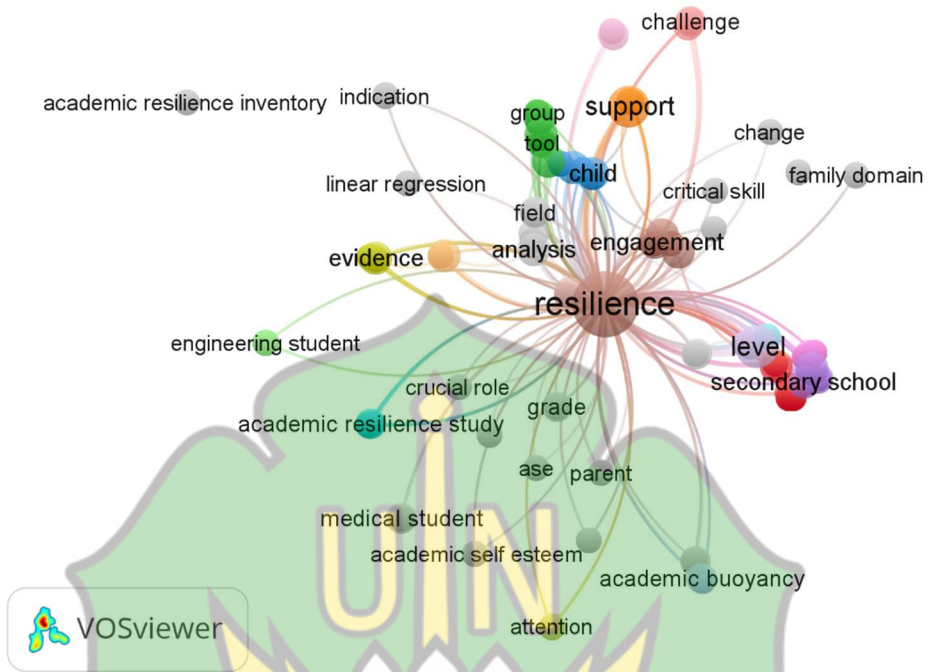 challenge
academic resilience inventory
indication
support
group
change
tool
child
family domain
linear regression
critical skill
field
engagement
analysis
evidence
resilience
engineering student
level
secondary school
crucial role
grade
academic resilience study
ase
parent
medical student
academic self esteem
academic buoyancy
attention
UIN
VOSviewer